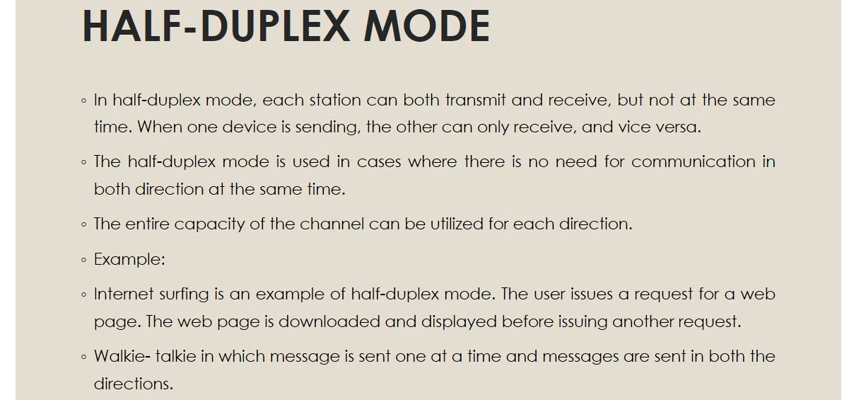 HALF-DUPLEX MODE
◦ In half-duplex mode, each station can both transmit and receive, but not at the same
time. When one device is sending, the other can only receive, and vice versa.
◦ The half-duplex mode is used in cases where there is no need for communication in
both direction at the same time.
◦ The entire capacity of the channel can be utilized for each direction.
◦ Example:
◦ Internet surfing is an example of half-duplex mode. The user issues a request for a web
page. The web page is downloaded and displayed before issuing another request.
◦ Walkie- talkie in which message is sent one at a time and messages are sent in both the
directions.